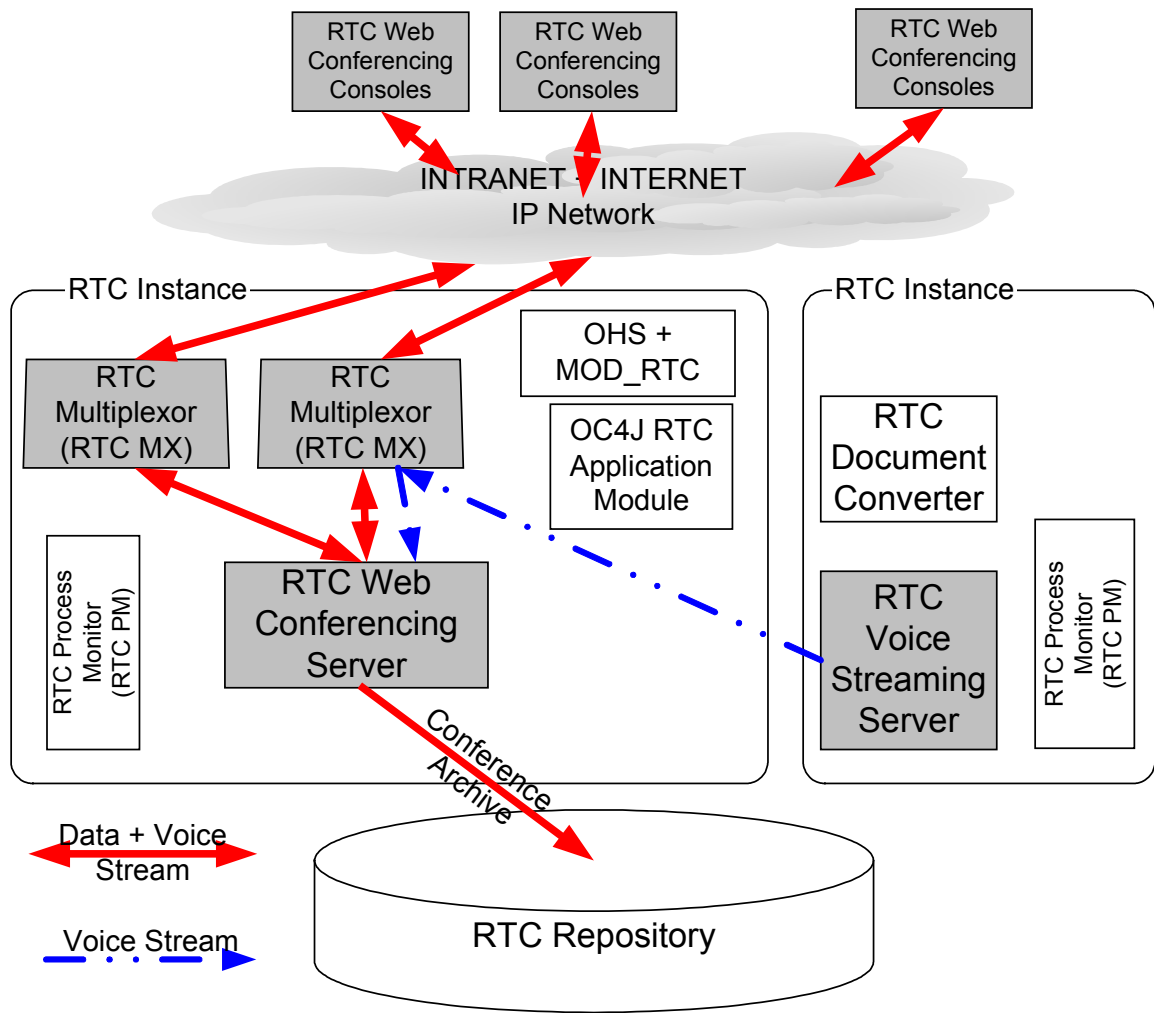 RTC Web
Conferencing
Consoles
RTC Web
Conferencing
Consoles
RTC Web
Conferencing
Consoles
INTRANET - INTERNET
IP Network
RTC Instance
RTC
Multiplexor
(RTC MX)
RTC
Multiplexor
(RTC MX)
OHS +
MOD_RTC
OC4J RTC
Application
Module
RTC Process
Monitor
(RTC PM)
RTC Web
Conferencing
Server
RTC Instance
RTC
Document
Converter
RTC
Voice
Streaming
Server
RTC Process
Monitor
(RTC PM)
Conference
Archive
Data + Voice
Stream
Voice Stream
RTC Repository